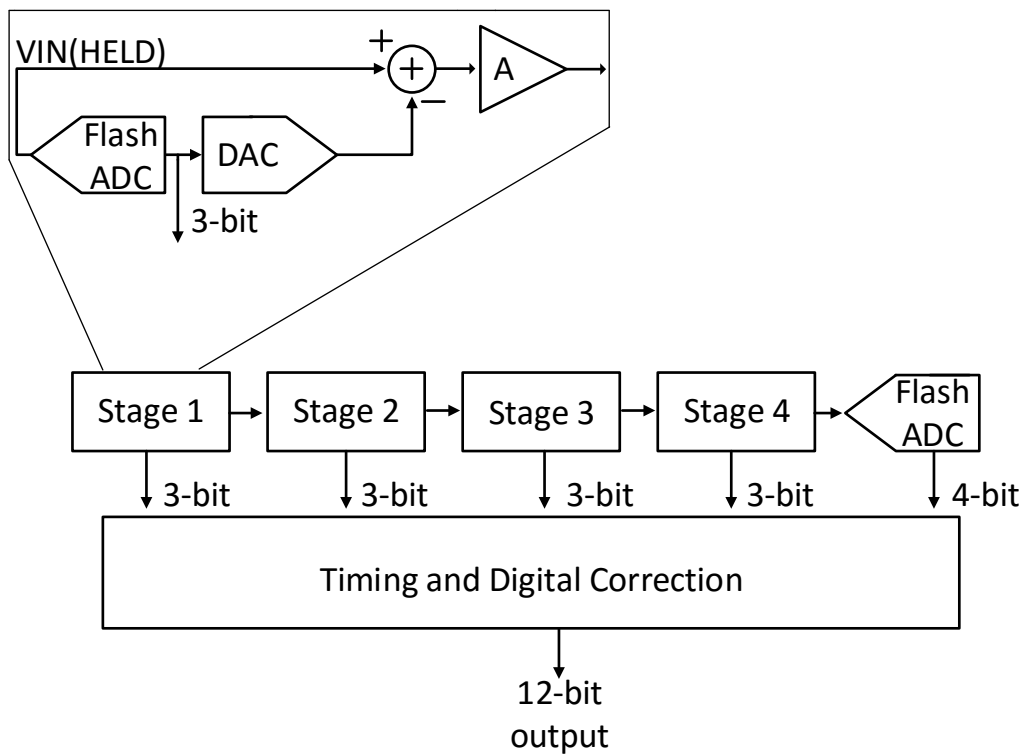 VIN(HELD)
+
+
A
−
Flash
ADC
DAC
3-bit
Stage 1
Stage 2
Stage 3
Stage 4
Flash
ADC
3-bit
3-bit
3-bit
3-bit
4-bit
Timing and Digital Correction
12-bit
output